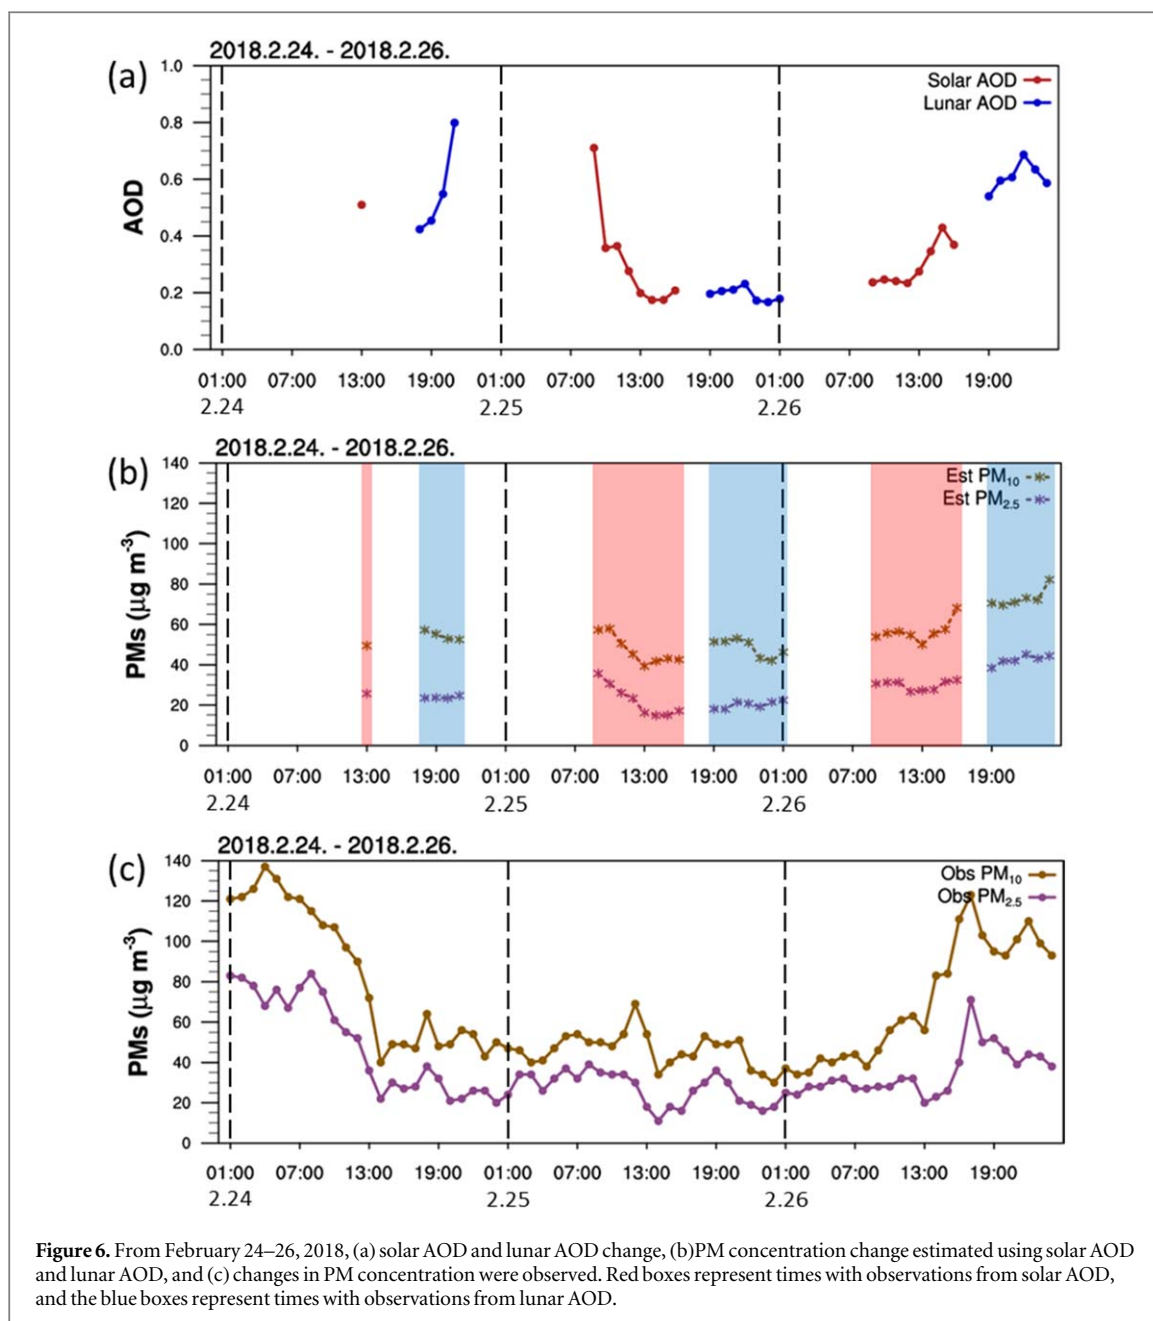 (a)
2018.2.24. - 2018.2.26.
1.0
0.8
0.6
0.4
0.2
0.0
AOD
Solar AOD
Lunar AOD
01:00 07:00 13:00 19:00 01:00 07:00 13:00 19:00 01:00 07:00 13:00 19:00
2.24 2.25 2.26
(b)
2018.2.24. - 2018.2.26.
140
120
100
80
60
40
20
0
PMs (μg m-3)
Est PM10
Est PM2.5
01:00 07:00 13:00 19:00 01:00 07:00 13:00 19:00 01:00 07:00 13:00 19:00
2.24 2.25 2.26
(c)
2018.2.24. - 2018.2.26.
140
120
100
80
60
40
20
0
PMs (μg m-3)
Obs PM10
Obs PM2.5
01:00 07:00 13:00 19:00 01:00 07:00 13:00 19:00 01:00 07:00 13:00 19:00
2.24 2.25 2.26
Figure 6. From February 24–26, 2018, (a) solar AOD and lunar AOD change, (b)PM concentration change estimated using solar AOD
and lunar AOD, and (c) changes in PM concentration were observed. Red boxes represent times with observations from solar AOD,
and the blue boxes represent times with observations from lunar AOD.